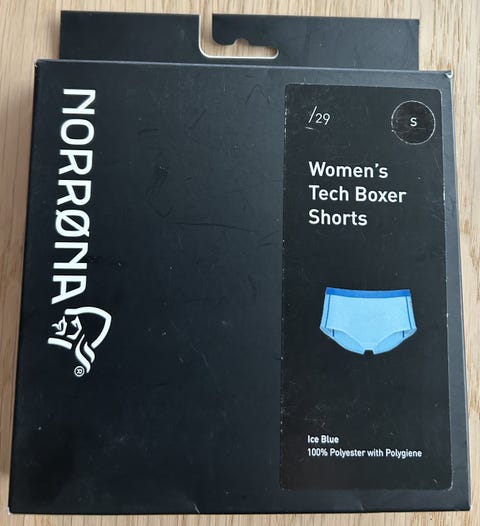 NORRØNA
®
/29
S
Women's
Tech Boxer
Shorts
Ice Blue
100% Polyester with Polygiene